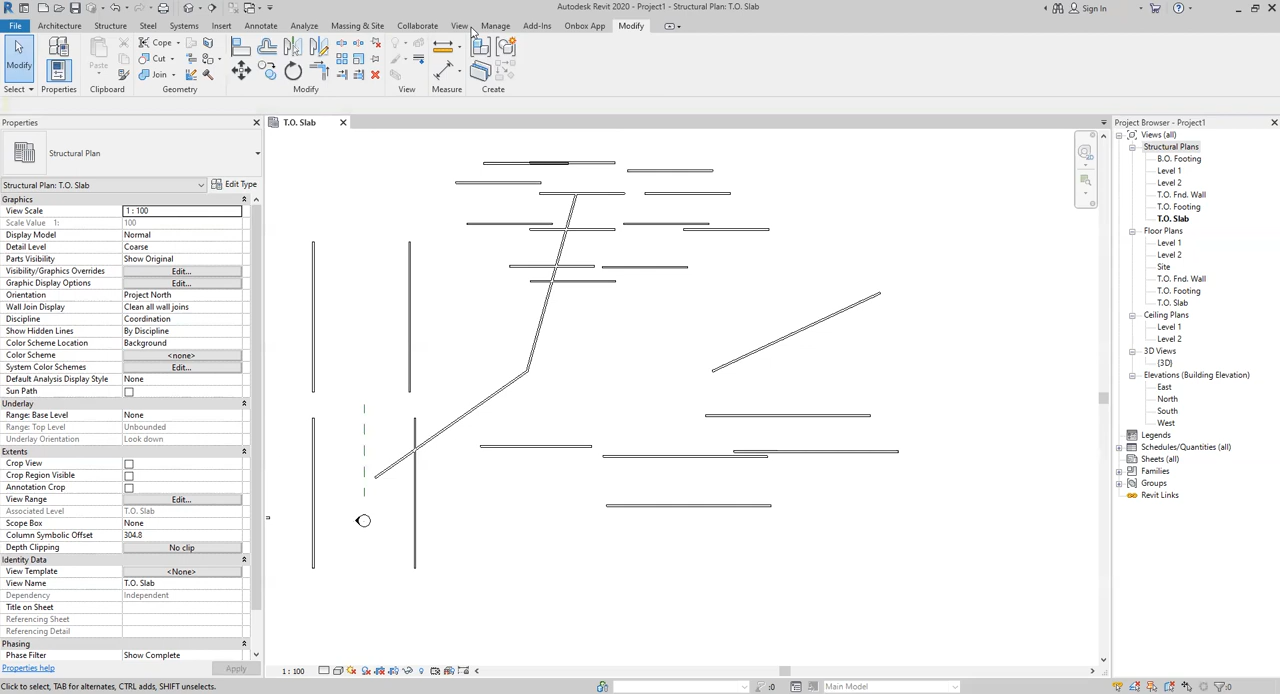 Autodesk Revit 2020 - Project1 - Structural Plan: T.O. Slab
Sign In
File Architecture Structure Steel Systems Insert Annotate Analyze Massing & Site Collaborate View Manage Add-Ins Onbox App Modify
Modify Paste Cope Cut Join
Select Properties Clipboard Geometry Modify View Measure Create
Properties
Structural Plan
Structural Plan: T.O. Slab Edit Type
Graphics
View Scale 1 : 100
Scale Value 1: 100
Display Model Normal
Detail Level Coarse
Parts Visibility Show Original
Visibility/Graphics Overrides Edit...
Graphic Display Options Edit...
Orientation Project North
Wall Join Display Clean all wall joins
Discipline Coordination
Show Hidden Lines By Discipline
Color Scheme Location Background
Color Scheme <none>
System Color Schemes Edit...
Default Analysis Display Style None
Sun Path
Underlay
Range: Base Level None
Range: Top Level Unbounded
Underlay Orientation Look down
Extents
Crop View
Crop Region Visible
Annotation Crop
View Range Edit...
Associated Level T.O. Slab
Scope Box None
Column Symbolic Offset 304.8
Depth Clipping No clip
Identity Data
View Template <None>
View Name T.O. Slab
Dependency Independent
Title on Sheet
Referencing Sheet
Referencing Detail
Phasing
Phase Filter Show Complete
Properties help Apply
T.O. Slab
Project Browser - Project1
Views (all)
Structural Plans
B.O. Footing
Level 1
Level 2
T.O. Fnd. Wall
T.O. Footing
T.O. Slab
Floor Plans
Level 1
Level 2
Site
T.O. Fnd. Wall
T.O. Footing
T.O. Slab
Ceiling Plans
Level 1
Level 2
3D Views
{3D}
Elevations (Building Elevation)
East
North
South
West
Legends
Schedules/Quantities (all)
Sheets (all)
Families
Groups
Revit Links
1 : 100
Click to select, TAB for alternates, CTRL adds, SHIFT unselects. :0 Main Model :0